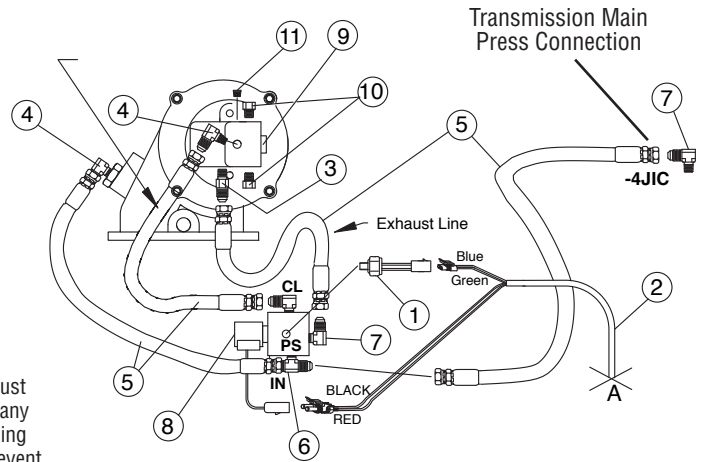 Transmission Main
Press Connection
11
9
10
4
4
7
5
3
-4JIC
Exhaust Line
Blue
Green
CL
1
2
PS
7
5
IN
BLACK
RED
A
8
6
ust
any
ing
event